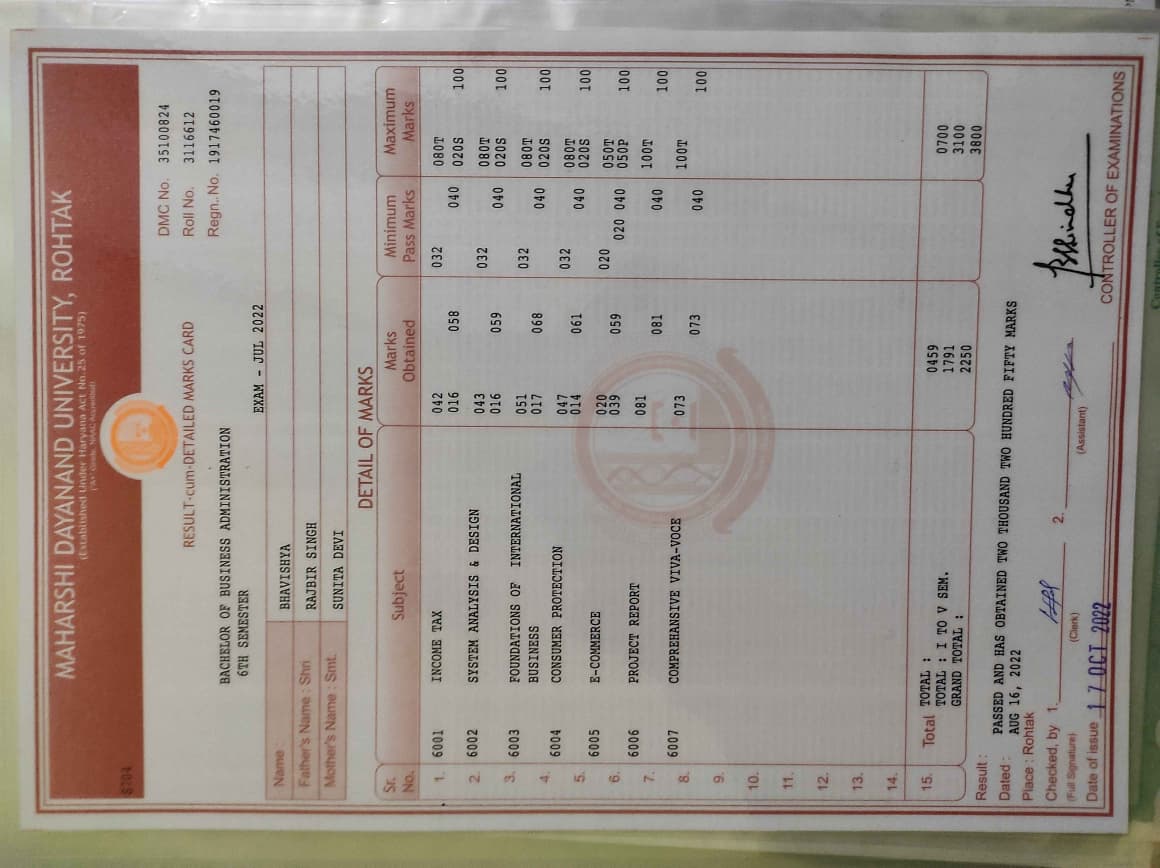 8704
MAHARSHI DAYANAND UNIVERSITY, ROHTAK
(Established Under Haryana Act No. 25 of 1975)
('A+' Grade, NAAC Accredited)
DMC No. 35100824
Roll No. 3116612
Regn. No. 1917460019
RESULT-cum-DETAILED MARKS CARD
BACHELOR OF BUSINESS ADMINISTRATION
6TH SEMESTER
EXAM - JUL 2022
Name : BHAVISHYA
Father's Name : Shri RAJBIR SINGH
Mother's Name : Smt. SUNITA DEVI
DETAIL OF MARKS
Sr. No. Subject Marks Obtained Minimum Pass Marks Maximum Marks
1. 6001 INCOME TAX 042 032 080T
016 058 040 020S 100
2. 6002 SYSTEM ANALYSIS & DESIGN 043 032 080T
016 059 040 020S 100
3. 6003 FOUNDATIONS OF INTERNATIONAL 051 032 080T
4. BUSINESS 017 068 040 020S 100
6004 CONSUMER PROTECTION 047 032 080T
5. 014 061 040 020S 100
6005 E-COMMERCE 020 020 050T
6. 039 059 020 040 050P 100
6006 PROJECT REPORT 081 100T
7. 081 040 100
6007 COMPREHANSIVE VIVA-VOCE 073 100T
8. 073 040 100
9.
10.
11.
12.
13.
14.
15. Total TOTAL : 0459 0700
TOTAL : I TO V SEM. 1791 3100
GRAND TOTAL : 2250 3800
Result : PASSED AND HAS OBTAINED TWO THOUSAND TWO HUNDRED FIFTY MARKS
Dated : AUG 16, 2022
Place : Rohtak
Checked, by 1. 2.
(Full Signature) (Clerk) (Assistant)
Date of issue 17 OCT 2022
CONTROLLER OF EXAMINATIONS